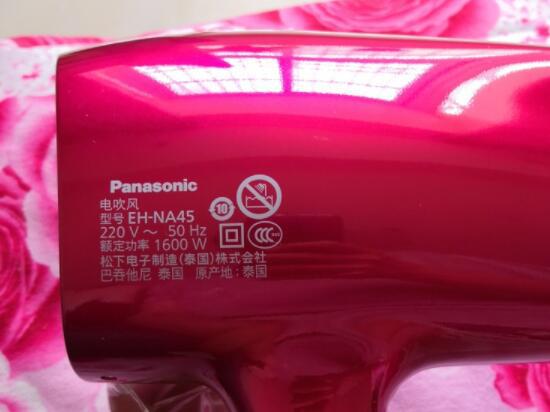 Panasonic
电吹风
型号 EH-NA45
220 V～ 50 Hz
额定功率 1600 W
10
CCC
松下电子制造(泰国)株式会社
巴吞他尼 泰国 原产地:泰国